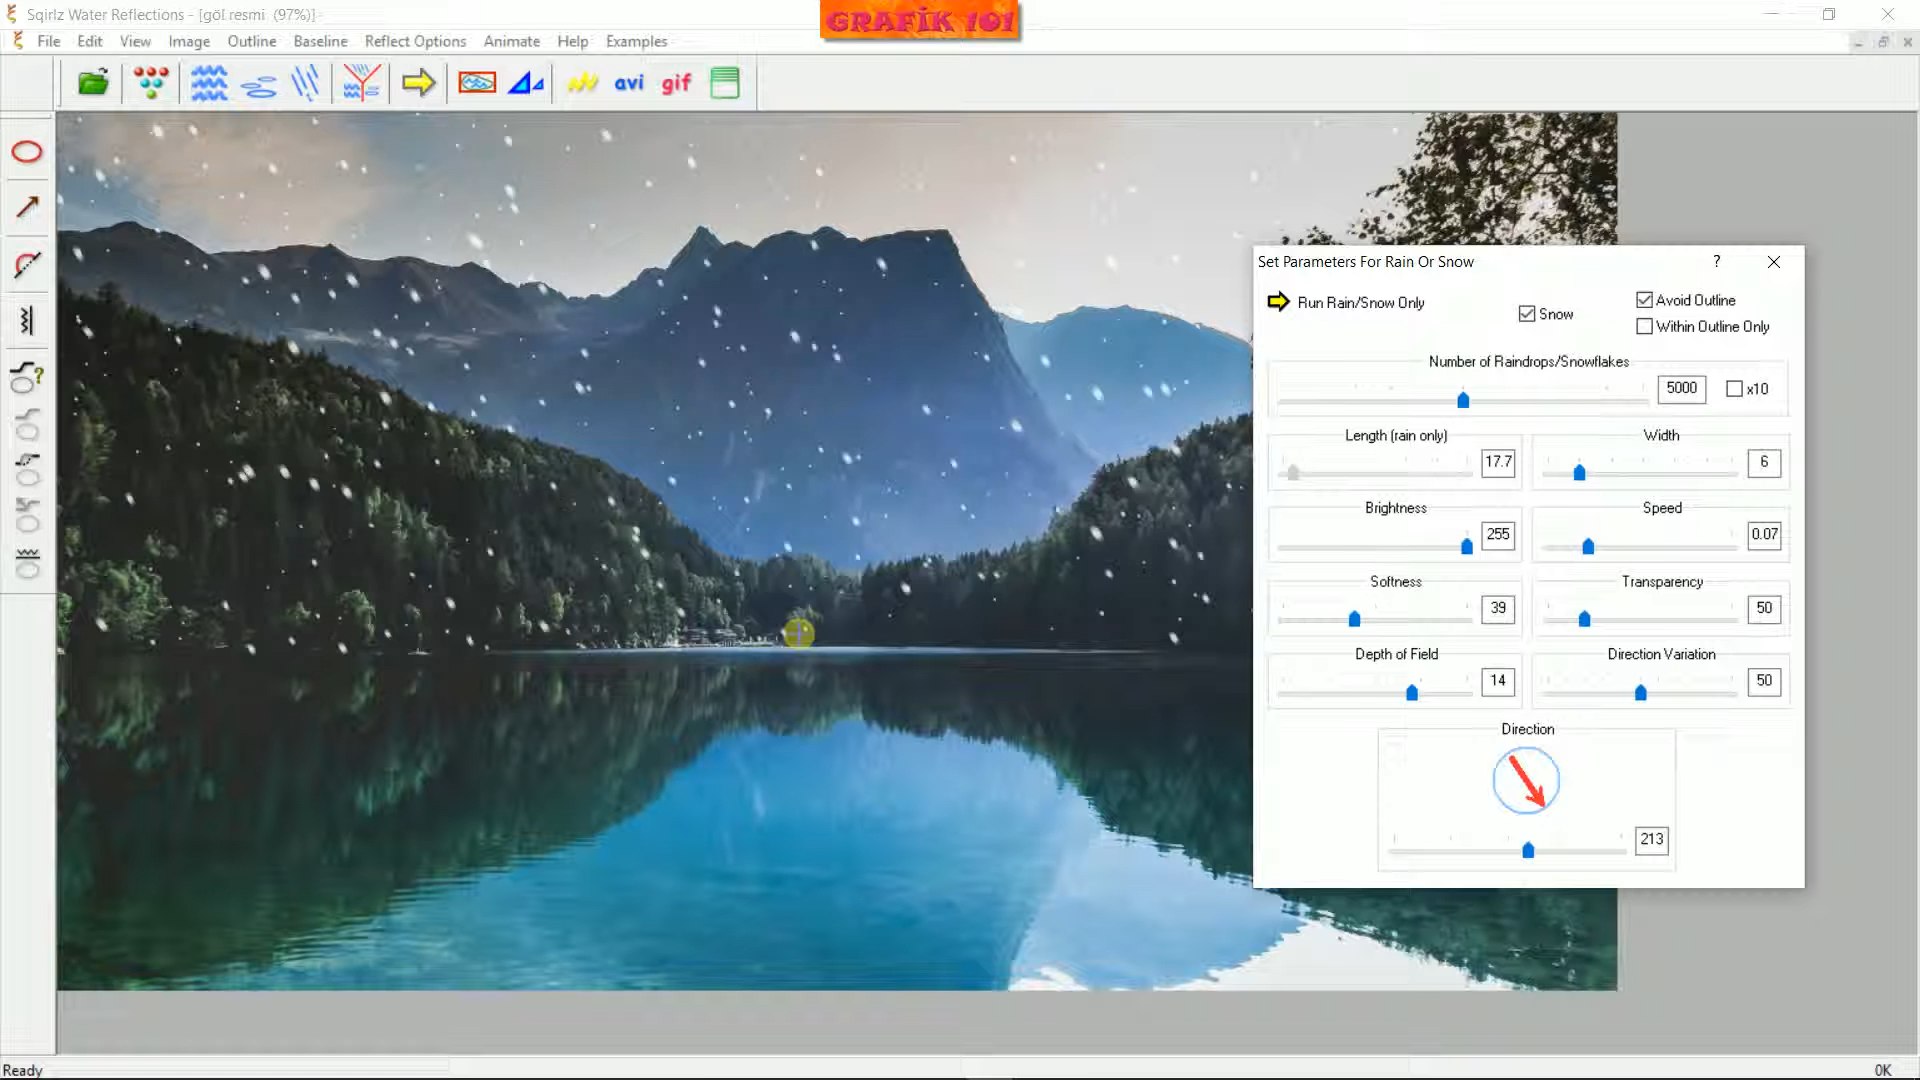 Sqirlz Water Reflections - [göl resmi (97%)]
GRAFİK 101
File Edit View Image Outline Baseline Reflect Options Animate Help Examples
avi gif
Set Parameters For Rain Or Snow ?
Run Rain/Snow Only
Snow
Avoid Outline
Within Outline Only
Number of Raindrops/Snowflakes
5000 x10
Length (rain only)
17.7
Width
6
Brightness
255
Speed
0.07
Softness
39
Transparency
50
Depth of Field
14
Direction Variation
50
Direction
213
Ready
0K